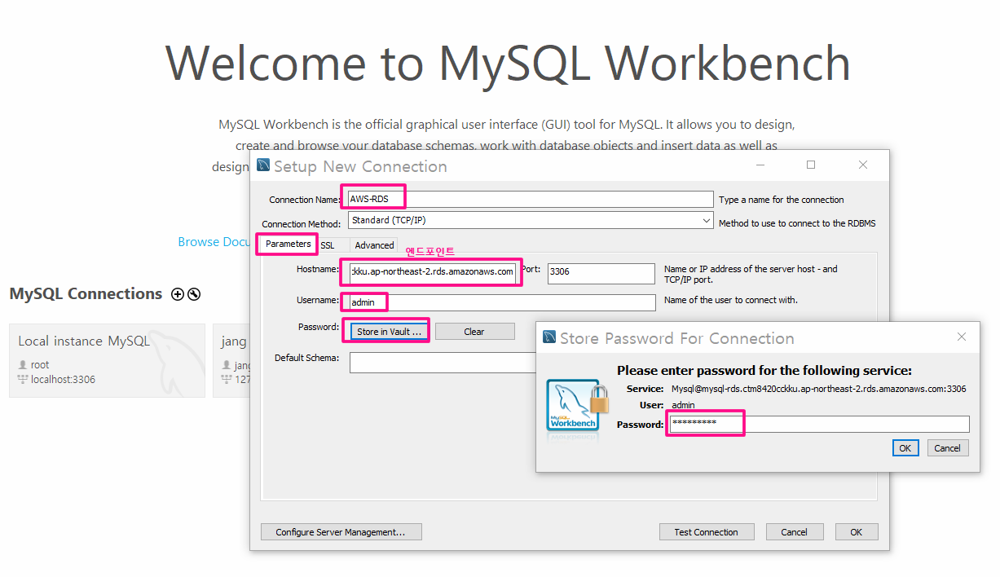 Welcome to MySQL Workbench
MySQL Workbench is the official graphical user interface (GUI) tool for MySQL. It allows you to design,
create and browse your database schemas, work with database objects and insert data as well as
design
Browse Docu
MySQL Connections
Local instance MySQL
root
localhost:3306
jang
jang
127
Setup New Connection
Connection Name: AWS-RDS Type a name for the connection
Connection Method: Standard (TCP/IP) Method to use to connect to the RDBMS
Parameters SSL Advanced
엔드포인트
Hostname: :kku.ap-northeast-2.rds.amazonaws.com Port: 3306 Name or IP address of the server host - and
TCP/IP port.
Username: admin Name of the user to connect with.
Password: Store in Vault ... Clear
Default Schema:
Configure Server Management... Test Connection Cancel OK
Store Password For Connection
Please enter password for the following service:
Service: Mysql@mysql-rds.ctm8420cckku.ap-northeast-2.rds.amazonaws.com:3306
User: admin
Password: *********
OK Cancel
MySQL
Workbench